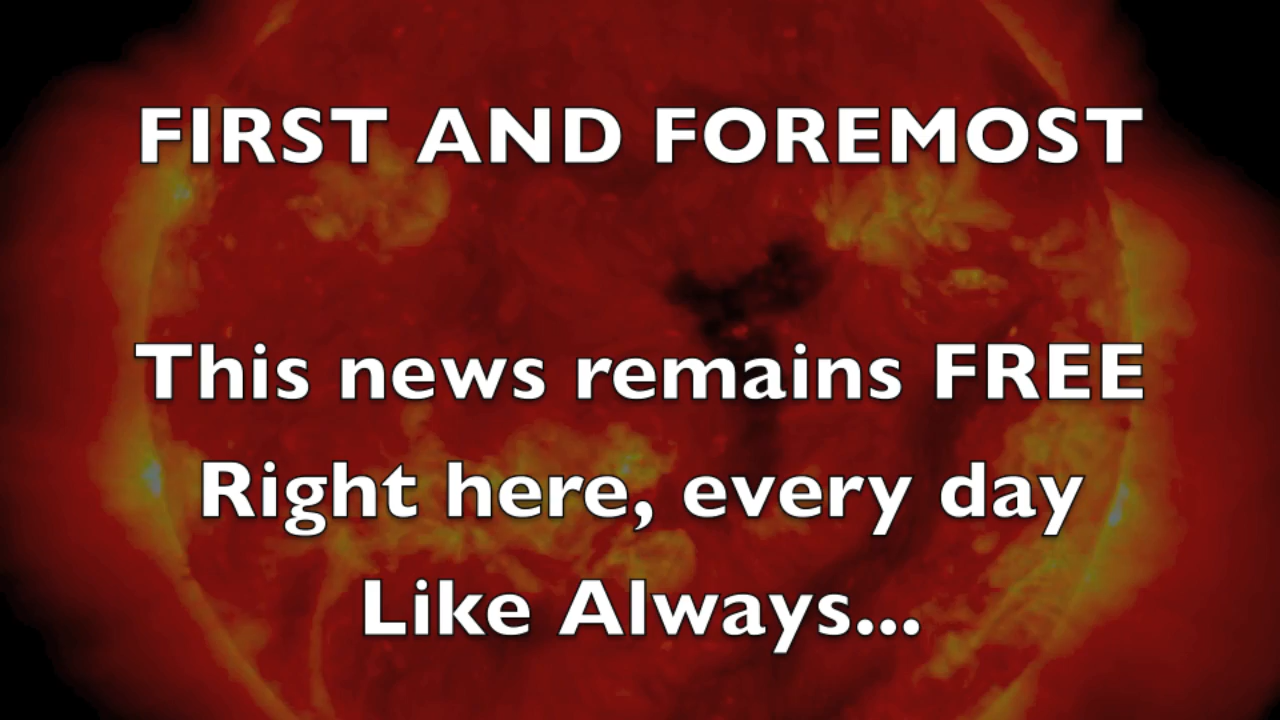 FIRST AND FOREMOST
This news remains FREE
Right here, every day
Like Always...